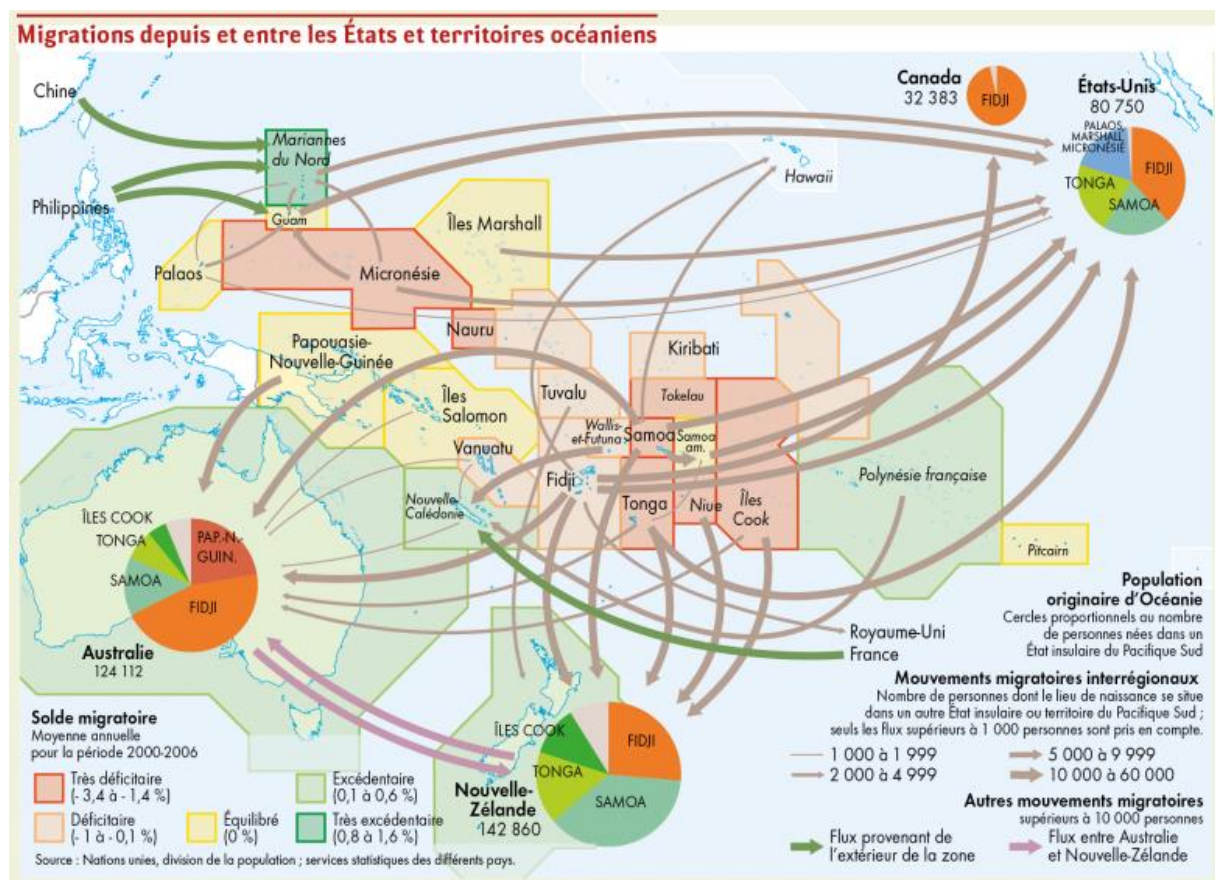 Migrations depuis et entre les États et territoires océaniens
Chine
Philippines
Mariannes
du Nord
Guam
Palaos
Micronésie
Îles Marshall
Hawaii
Canada
32 383
FIDJI
États-Unis
80 750
PALAOS,
MARSHALL,
MICRONÉSIE
FIDJI
TONGA
SAMOA
Nauru
Papouasie-
Nouvelle-Guinée
Îles
Salomon
Kiribati
Tuvalu
Tokelau
Wallis-
et-Futuna
Samoa
Samoa
am.
Vanuatu
Fidji
Nouvelle-
Calédonie
Tonga
Niue
Îles
Cook
Polynésie française
Pitcairn
ÎLES COOK
TONGA
SAMOA
PAP.-N.-
GUIN.
FIDJI
Australie
124 112
Royaume-Uni
France
ÎLES COOK
TONGA
FIDJI
SAMOA
Nouvelle-
Zélande
142 860
Population
originaire d'Océanie
Cercles proportionnels au nombre
de personnes nées dans un
État insulaire du Pacifique Sud
Mouvements migratoires interrégionaux
Nombre de personnes dont le lieu de naissance se situe
dans un autre État insulaire ou territoire du Pacifique Sud ;
seuls les flux supérieurs à 1 000 personnes sont pris en compte.
1 000 à 1 999
2 000 à 4 999
5 000 à 9 999
10 000 à 60 000
Autres mouvements migratoires
supérieurs à 10 000 personnes
Flux provenant de
l'extérieur de la zone
Flux entre Australie
et Nouvelle-Zélande
Solde migratoire
Moyenne annuelle
pour la période 2000-2006
Très déficitaire
(- 3,4 à - 1,4 %)
Déficitaire
(- 1 à - 0,1 %)
Équilibré
(0 %)
Excédentaire
(0,1 à 0,6 %)
Très excédentaire
(0,8 à 1,6 %)
Source : Nations unies, division de la population ; services statistiques des différents pays.